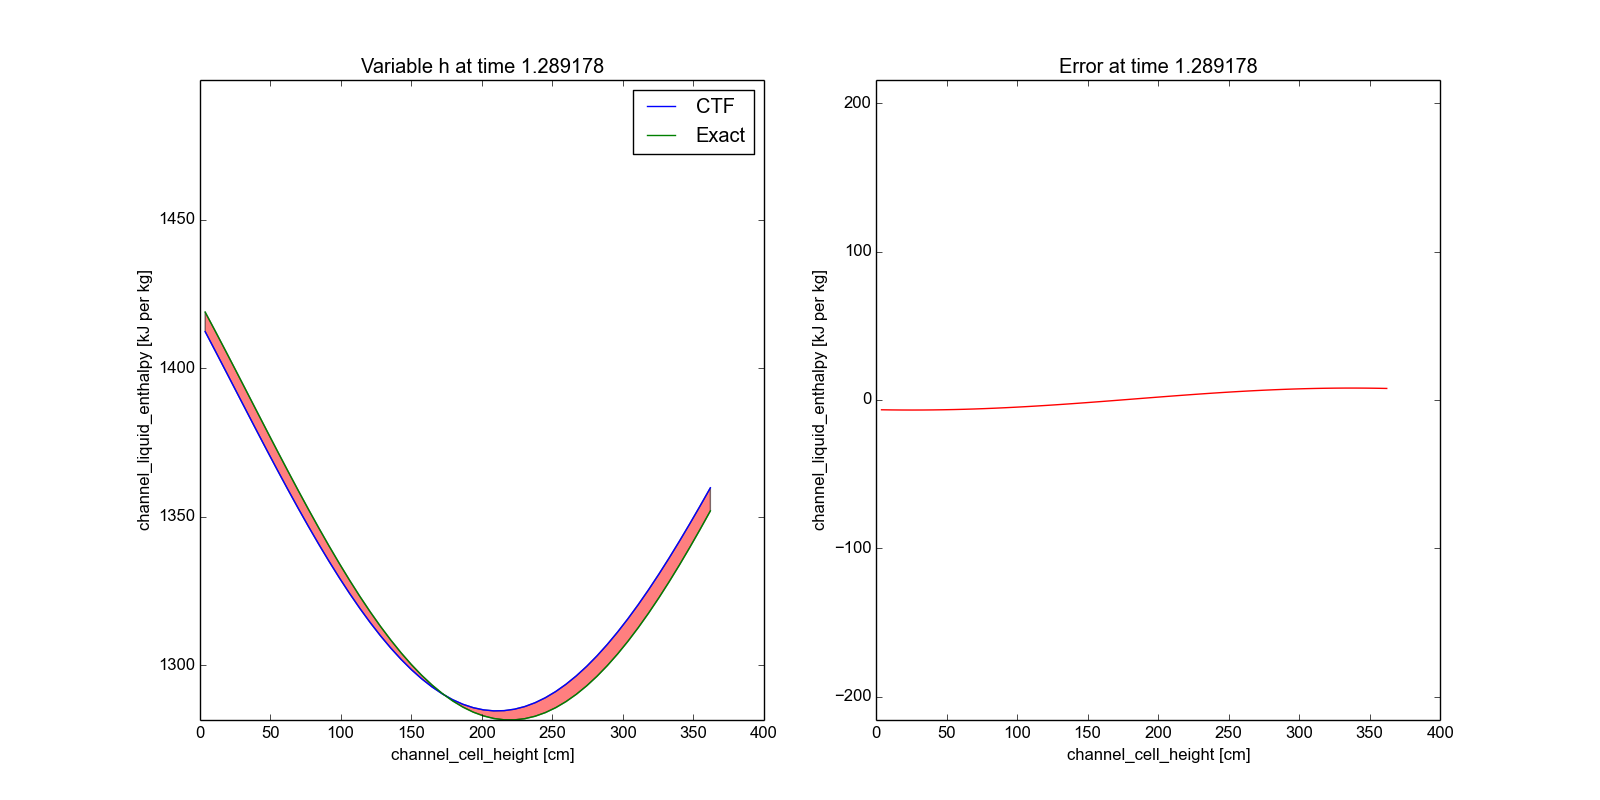 Variable h at time 1.289178
CTF
Exact
1450
1400
1350
1300
channel_liquid_enthalpy [kJ per kg]
0 50 100 150 200 250 300 350 400
channel_cell_height [cm]
Error at time 1.289178
200
100
0
−100
−200
channel_liquid_enthalpy [kJ per kg]
0 50 100 150 200 250 300 350 400
channel_cell_height [cm]